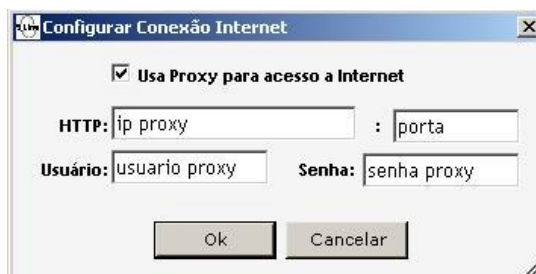 Configurar Conexão Internet
Usa Proxy para acesso a Internet
HTTP: ip proxy : porta
Usuário: usuario proxy Senha: senha proxy
Ok Cancelar